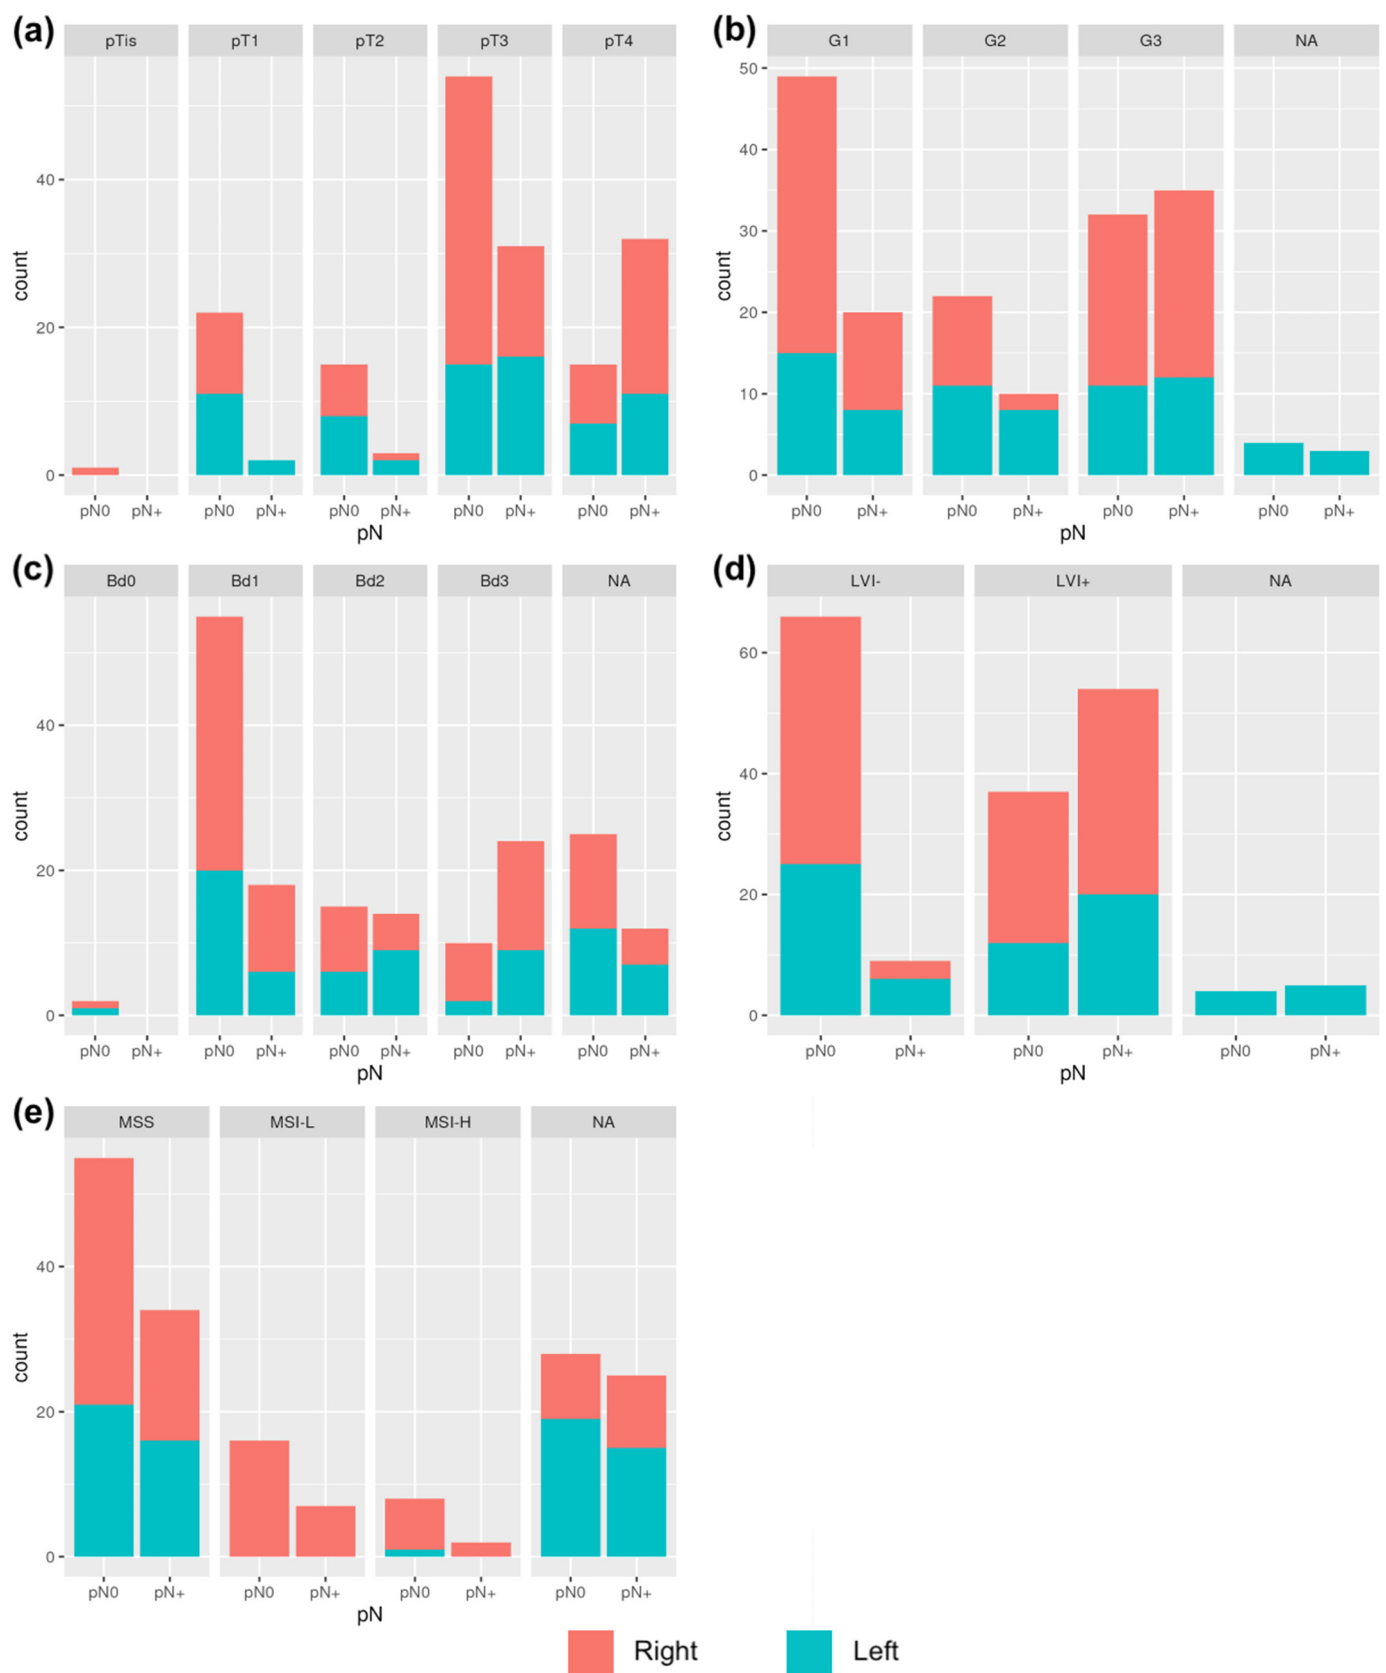 (a)
pTis pT1 pT2 pT3 pT4
count
40
20
0
pN0 pN+ pN0 pN+ pN0 pN+ pN0 pN+ pN0 pN+
pN
(b)
G1 G2 G3 NA
count
50
40
30
20
10
0
pN0 pN+ pN0 pN+ pN0 pN+ pN0 pN+
pN
(c)
Bd0 Bd1 Bd2 Bd3 NA
count
40
20
0
pN0 pN+ pN0 pN+ pN0 pN+ pN0 pN+ pN0 pN+
pN
(d)
LVI- LVI+ NA
count
60
40
20
0
pN0 pN+ pN0 pN+ pN0 pN+
pN
(e)
MSS MSI-L MSI-H NA
count
40
20
0
pN0 pN+ pN0 pN+ pN0 pN+ pN0 pN+
pN
Right Left